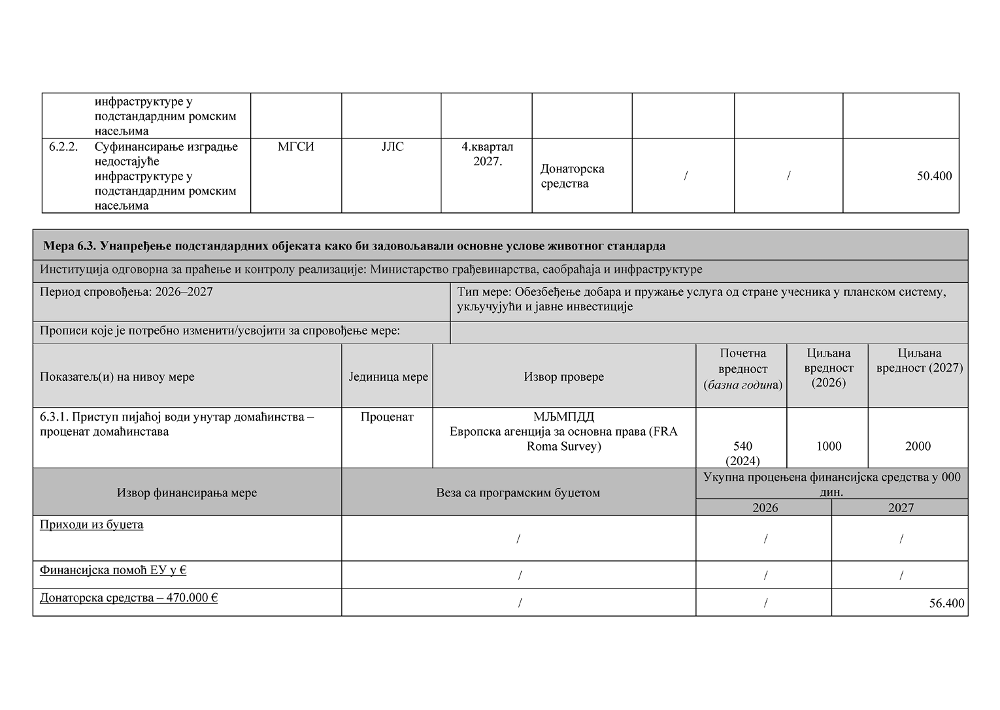 инфраструктуре у
подстандардним ромским
насељима
6.2.2. Суфинансирање изградње
недостајуће
инфраструктуре у
подстандардним ромским
насељима
МГСИ
ЈЛС
4.квартал
2027.
Донаторска
средства
/
/
50.400
Мера 6.3. Унапређење подстандардних објеката како би задовољавали основне услове животног стандарда
Институција одговорна за праћење и контролу реализације: Министарство грађевинарства, саобраћаја и инфраструктуре
Период спровођења: 2026–2027
Тип мере: Обезбеђење добара и пружање услуга од стране учесника у планском систему,
укључујући и јавне инвестиције
Прописи које је потребно изменити/усвојити за спровођење мере:
Показатељ(и) на нивоу мере
Јединица мере
Извор провере
Почетна
вредност
(базна година)
Циљана
вредност
(2026)
Циљана
вредност (2027)
6.3.1. Приступ пијаћој води унутар домаћинства –
проценат домаћинстава
Проценат
МЉМПДД
Европска агенција за основна права (FRA
Roma Survey)
540
(2024)
1000
2000
Извор финансирања мере
Веза са програмским буџетом
Укупна процењена финансијска средства у 000
дин.
2026
2027
Приходи из буџета
/
/
/
Финансијска помоћ ЕУ у €
/
/
/
Донаторска средства – 470.000 €
/
/
56.400